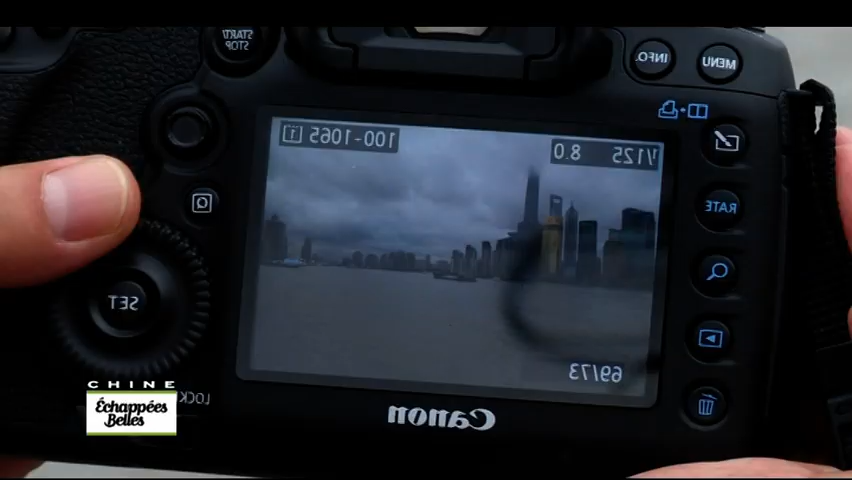 START/
STOP
INFO.
MENU
100-1065
1/125 8.0
RATE
Q
SET
69/73
LOCK
Canon
CHINE
Échappées
Belles